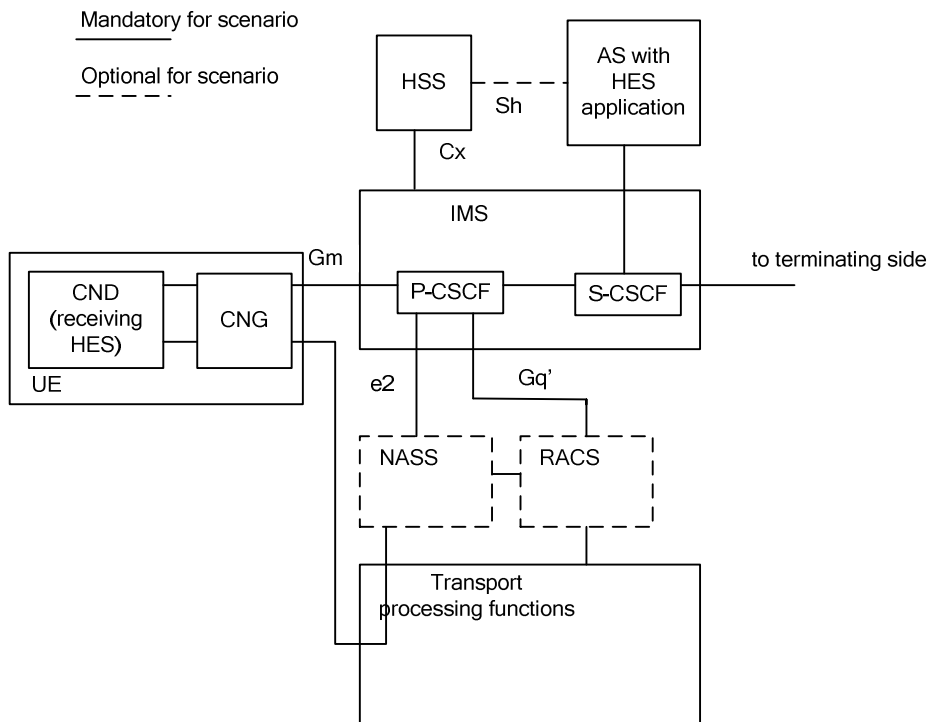 Mandatory for scenario
Optional for scenario
HSS
Sh
AS with
HES
application
Cx
IMS
Gm
P-CSCF
S-CSCF
to terminating side
CND
(receiving
HES)
CNG
UE
e2
Gq’
NASS
RACS
Transport
processing functions